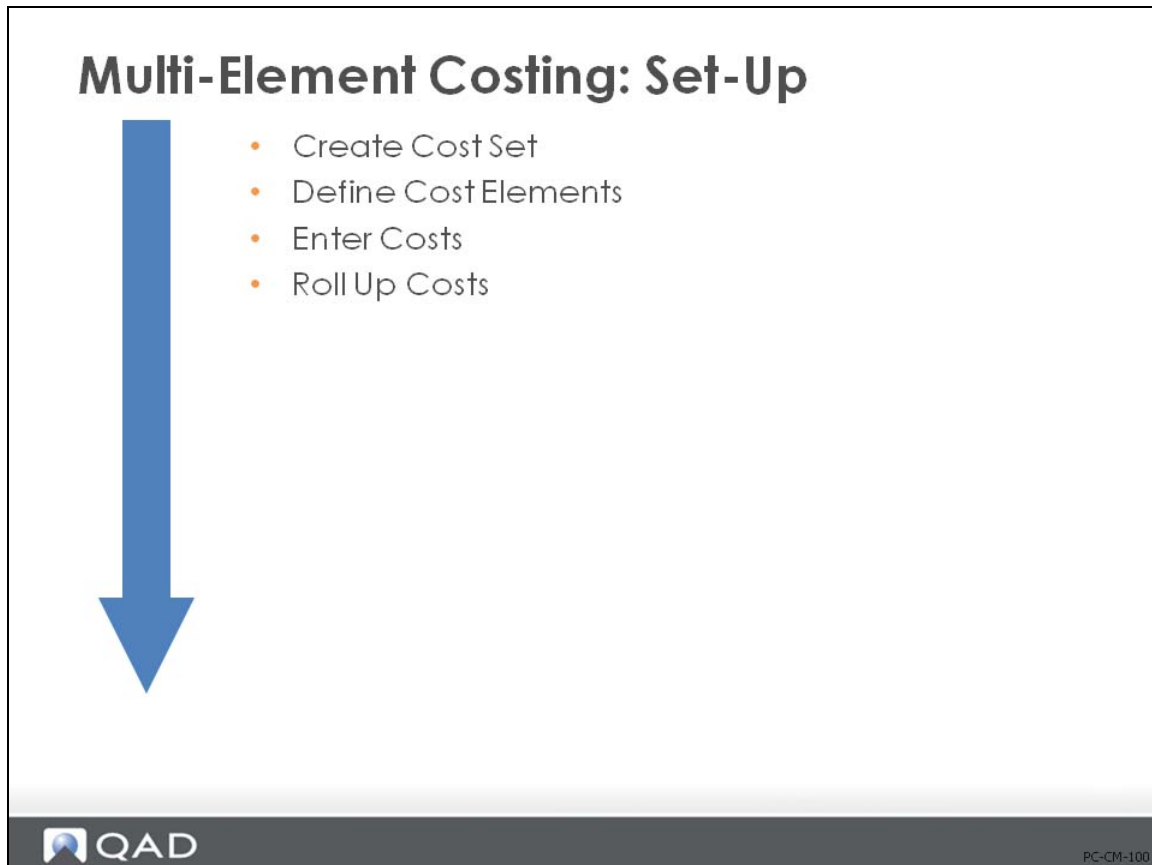 Multi-Element Costing: Set-Up
• Create Cost Set
• Define Cost Elements
• Enter Costs
• Roll Up Costs
QAD
PC-CM-100